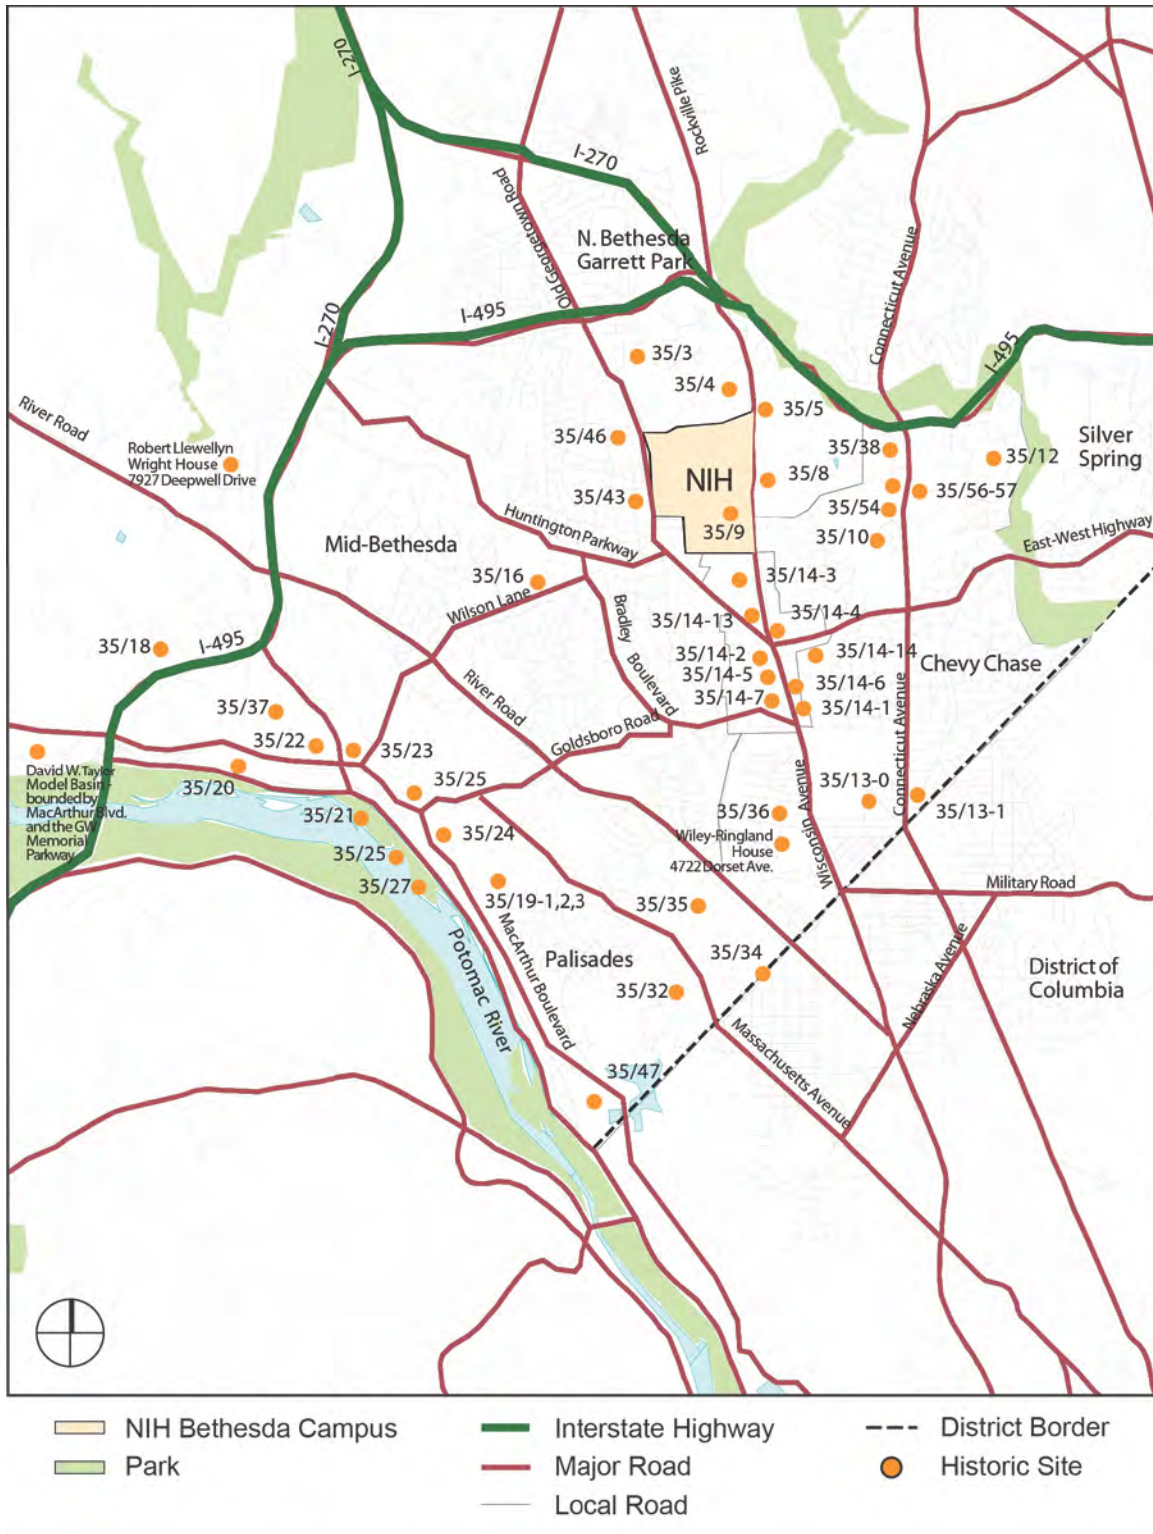 I-270
Rockville Pike
I-270
Old Georgetown Road
N. Bethesda
Garrett Park
Connecticut Avenue
I-495
I-270
I-495
35/3
35/4
35/5
River Road
Robert Llewellyn
Wright House
7927 Deepwell Drive
35/46
35/38
35/12
Silver
Spring
NIH
35/8
35/43
35/54
35/56-57
35/9
35/10
Huntington Parkway
East-West Highway
Mid-Bethesda
35/16
Wilson Lane
35/14-3
Bradley
Boulevard
35/14-13
35/14-4
35/18
I-495
35/14-2
35/14-14
35/14-5
35/14-6
35/14-7
35/14-1
Chevy Chase
River Road
Connecticut Avenue
35/37
35/22
35/23
Goldsboro Road
David W. Taylor
Model Basin -
bounded by
MacArthur Blvd.
and the GW
Memorial
Parkway
35/20
35/25
35/13-0
35/13-1
Wisconsin Avenue
35/21
35/24
35/36
Wiley-Ringland
House
4722 Dorset Ave.
35/25
35/27
35/19-1,2,3
Military Road
35/35
MacArthur Boulevard
Potomac River
Palisades
35/34
Nebraska Avenue
District of
Columbia
35/32
Massachusetts Avenue
35/47
NIH Bethesda Campus
Interstate Highway
District Border
Park
Major Road
Historic Site
Local Road